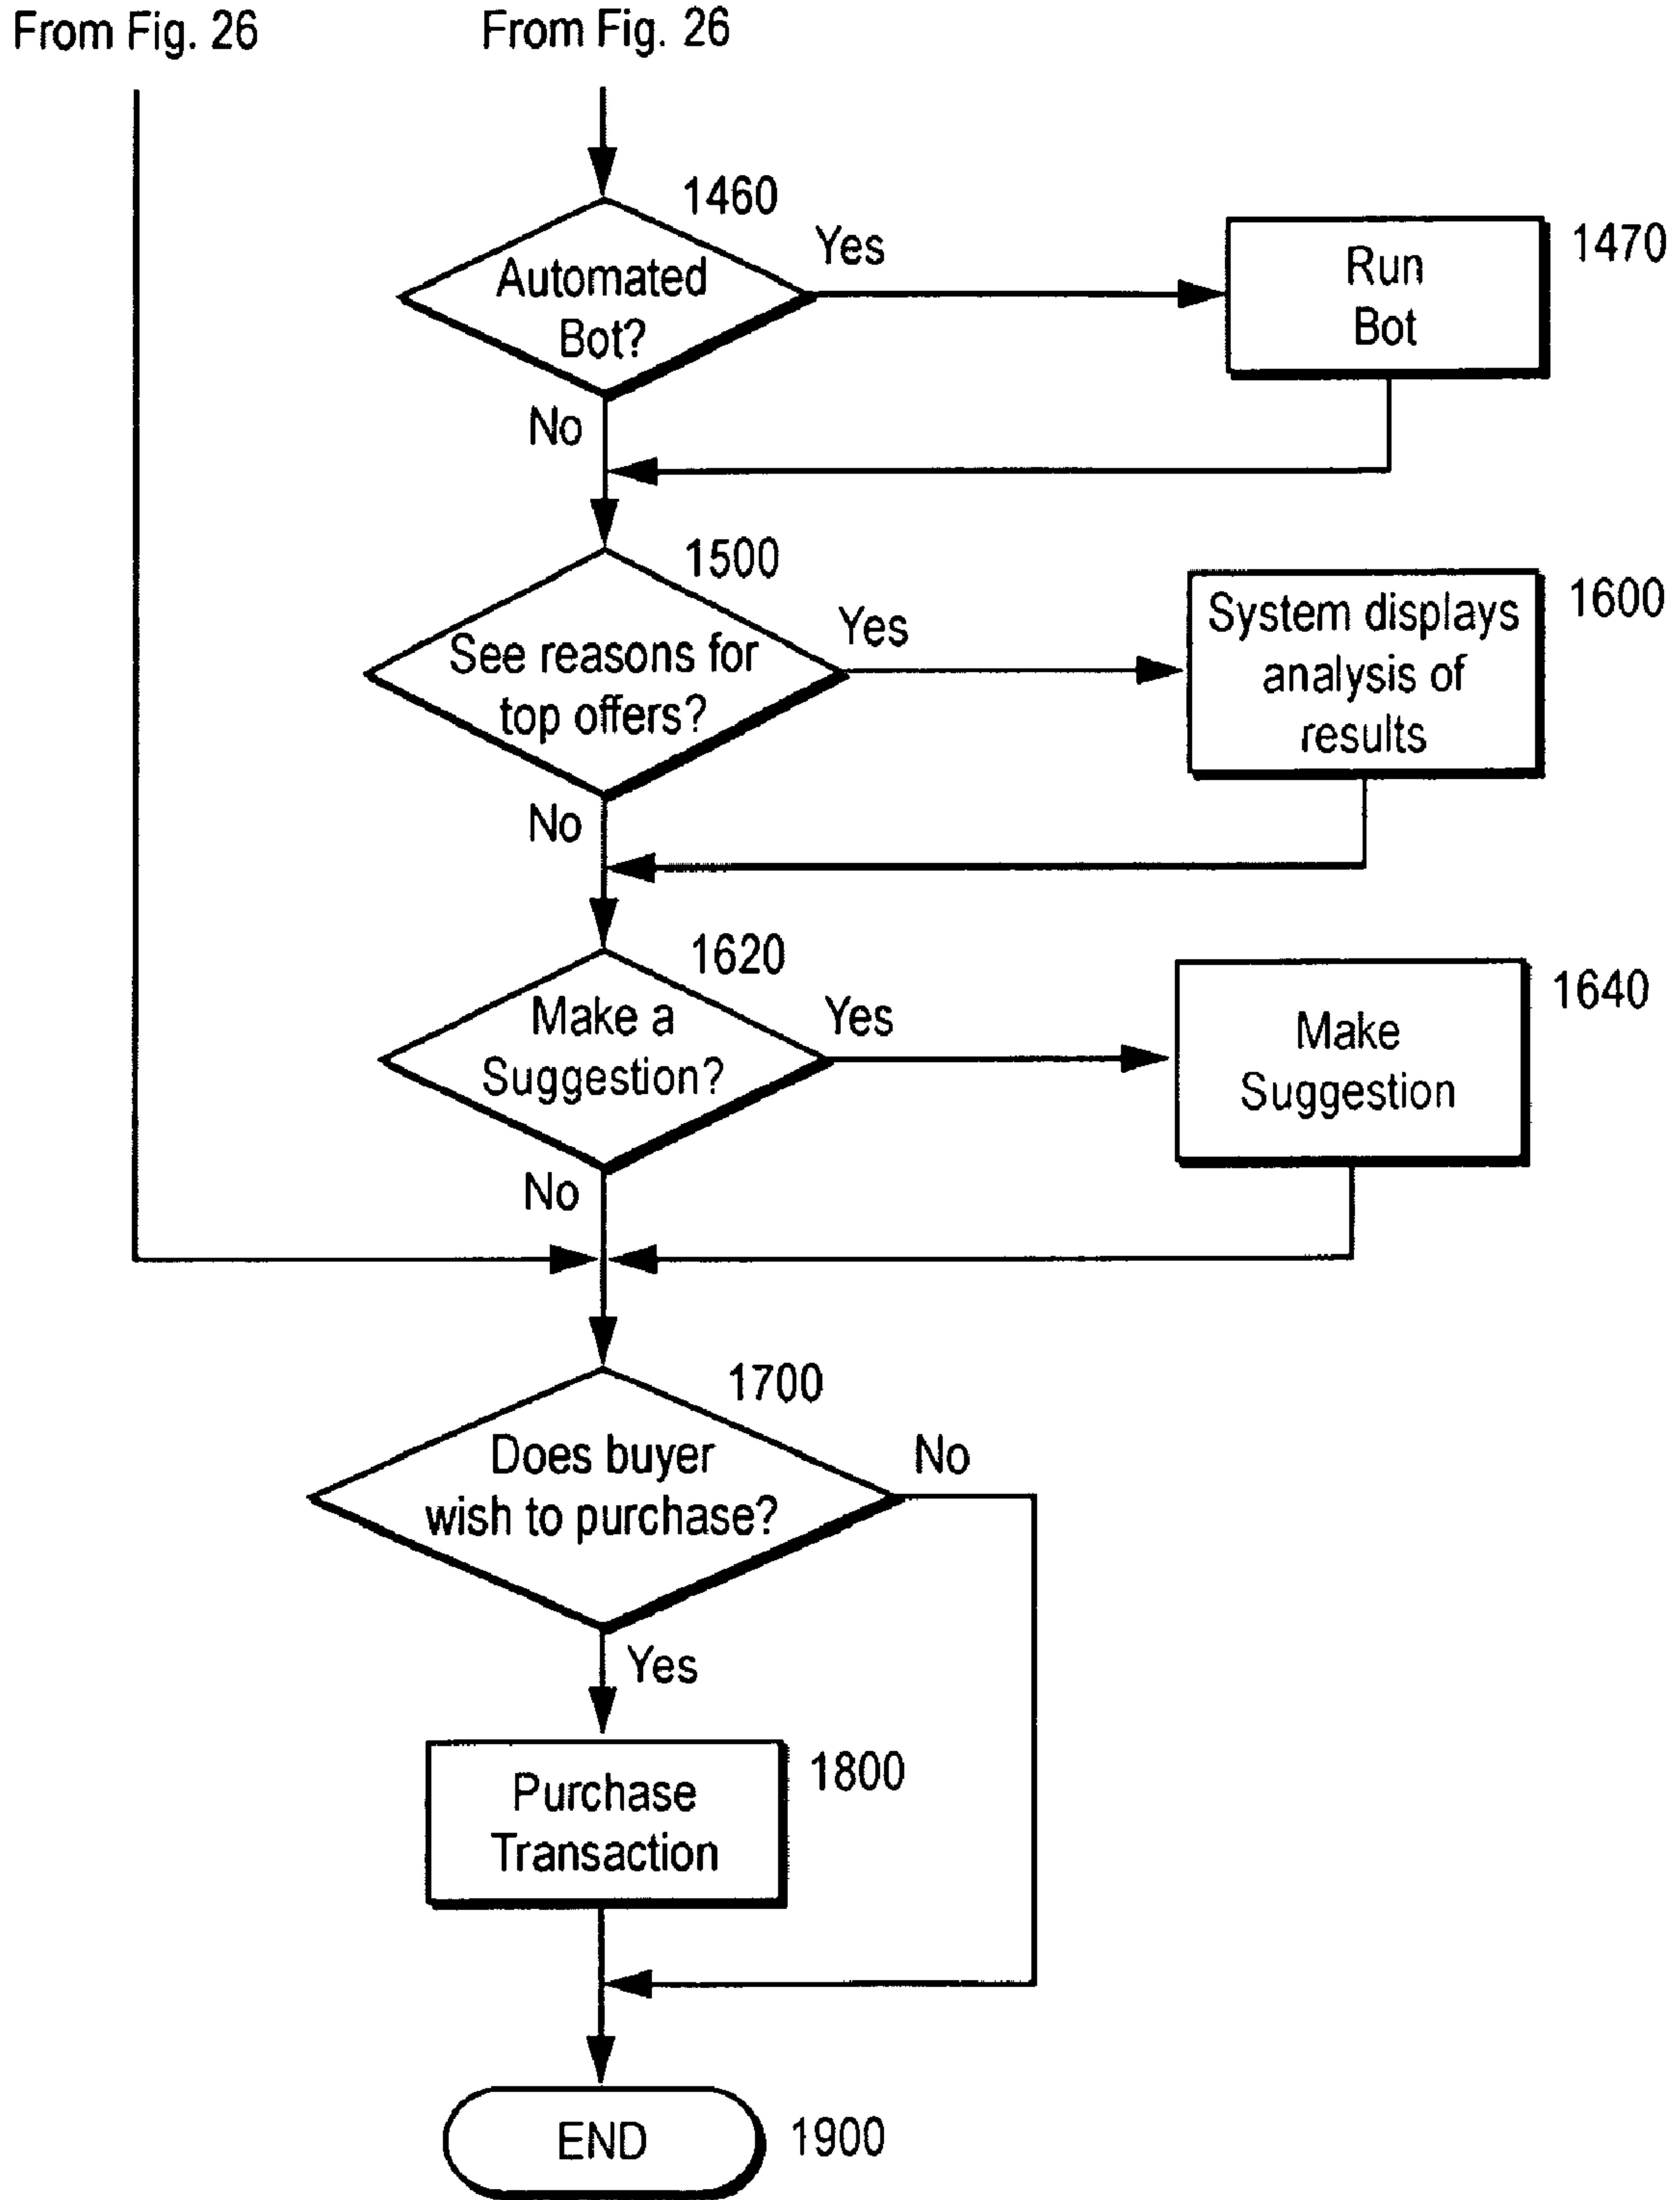 From Fig. 26
From Fig. 26
1460
Automated
Bot?
Yes
No
1470
Run
Bot
1500
See reasons for
top offers?
Yes
No
1600
System displays
analysis of
results
1620
Make a
Suggestion?
Yes
No
1640
Make
Suggestion
1700
Does buyer
wish to purchase?
No
Yes
1800
Purchase
Transaction
END
1900